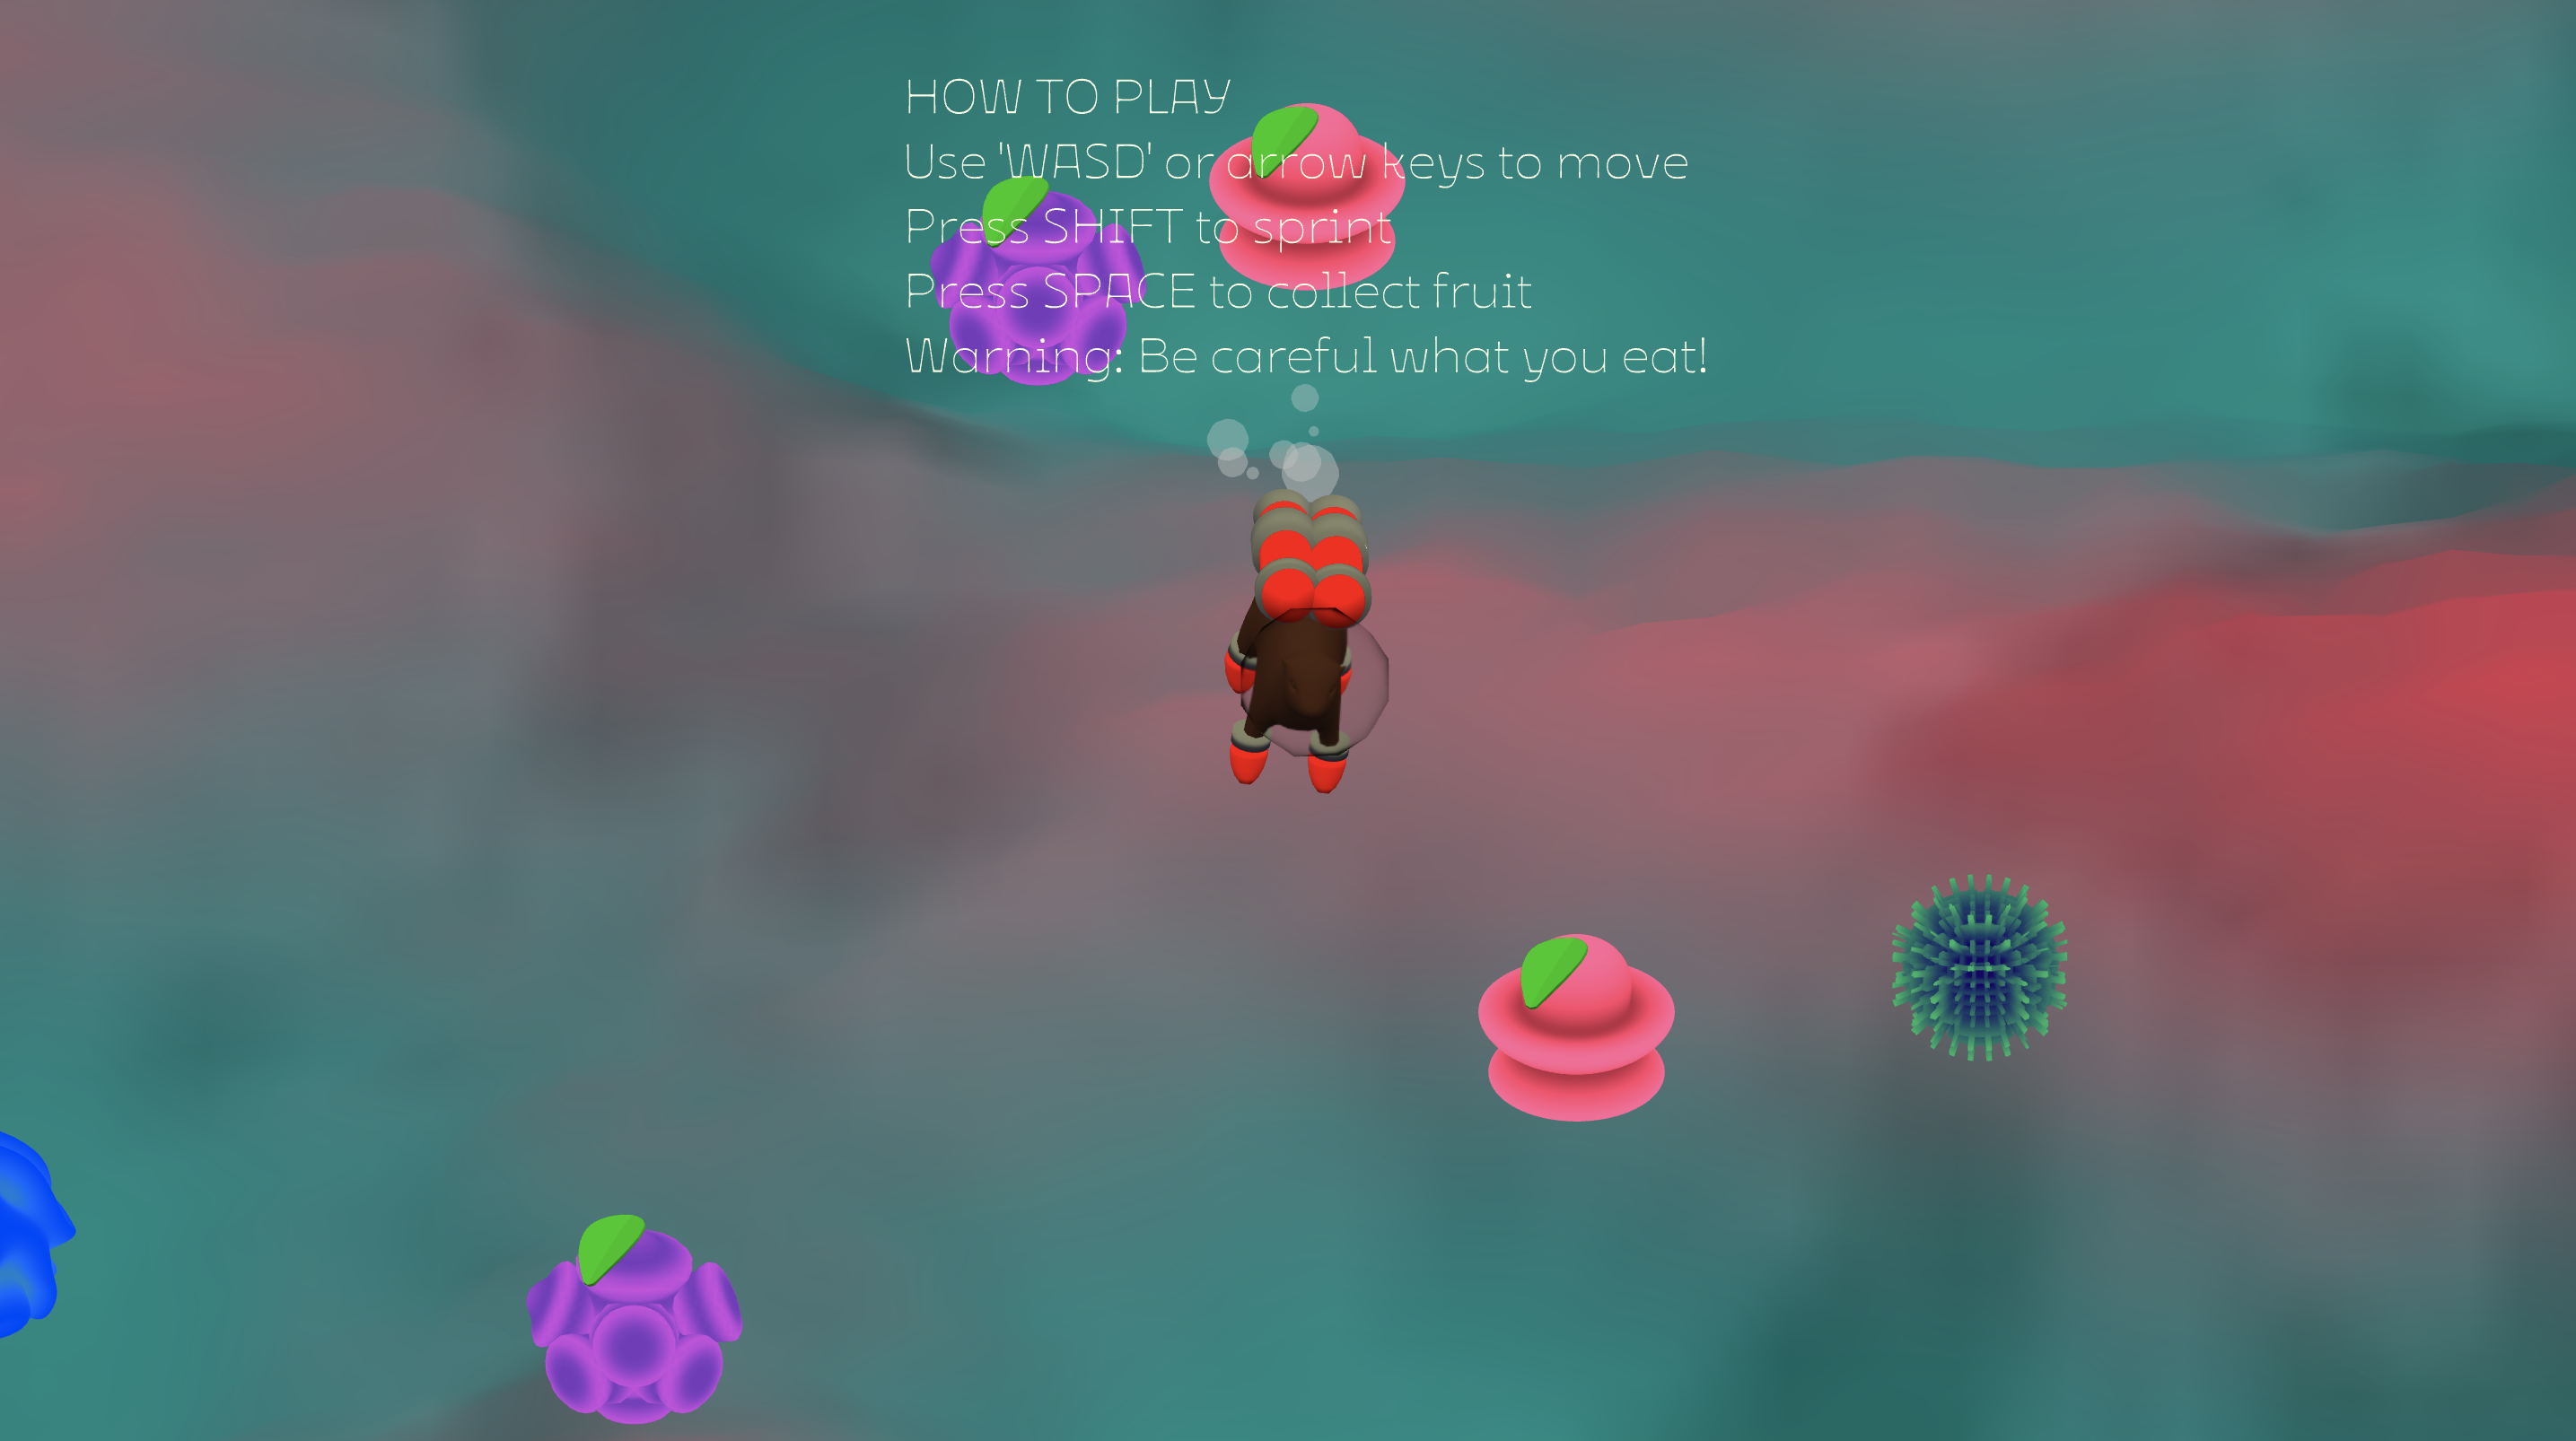 HOW TO PLAY
Use 'WASD' or arrow keys to move
Press SHIFT to sprint
Press SPACE to collect fruit
Warning: Be careful what you eat!